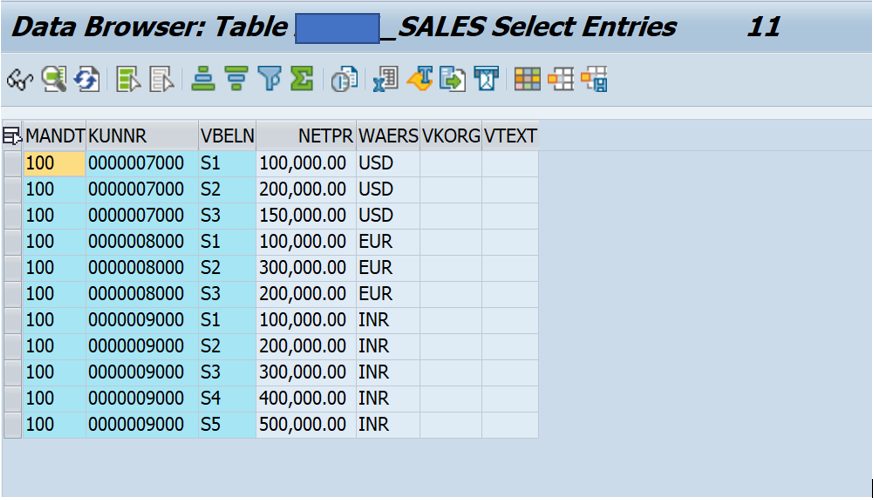 Data Browser: Table _SALES Select Entries 11
MANDT KUNNR VBELN NETPR WAERS VKORG VTEXT
100 0000007000 S1 100,000.00 USD
100 0000007000 S2 200,000.00 USD
100 0000007000 S3 150,000.00 USD
100 0000008000 S1 100,000.00 EUR
100 0000008000 S2 300,000.00 EUR
100 0000008000 S3 200,000.00 EUR
100 0000009000 S1 100,000.00 INR
100 0000009000 S2 200,000.00 INR
100 0000009000 S3 300,000.00 INR
100 0000009000 S4 400,000.00 INR
100 0000009000 S5 500,000.00 INR